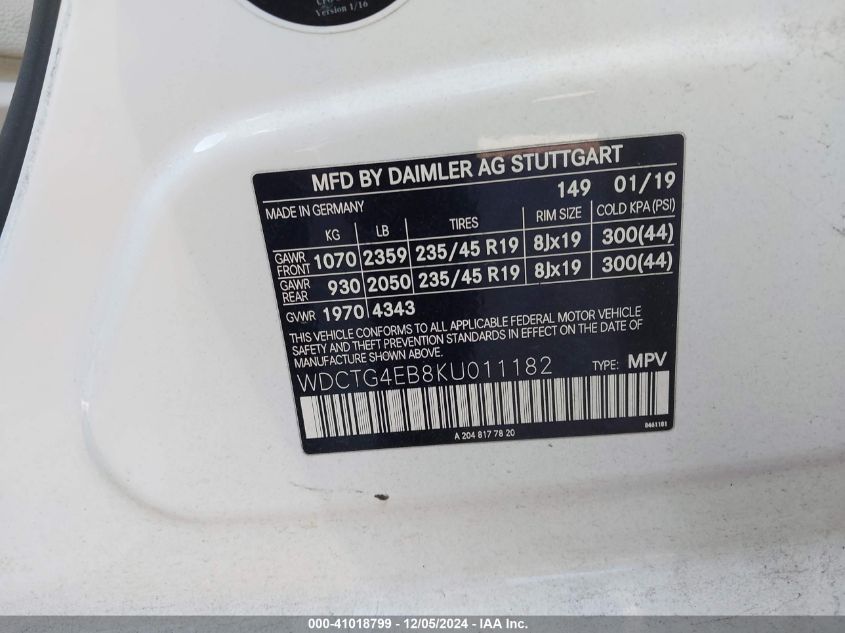 Version 1/16
MFD BY DAIMLER AG STUTTGART
149 01/19
MADE IN GERMANY
KG LB TIRES RIM SIZE COLD KPA (PSI)
GAWR FRONT 1070 2359 235/45 R19 8Jx19 300(44)
GAWR REAR 930 2050 235/45 R19 8Jx19 300(44)
GVWR 1970 4343
THIS VEHICLE CONFORMS TO ALL APPLICABLE FEDERAL MOTOR VEHICLE
SAFETY AND THEFT PREVENTION STANDARDS IN EFFECT ON THE DATE OF
MANUFACTURE SHOWN ABOVE.
WDCTG4EB8KU011182 TYPE: MPV
A 204 817 78 20
0461181
000-41018799 - 12/05/2024 - IAA Inc.